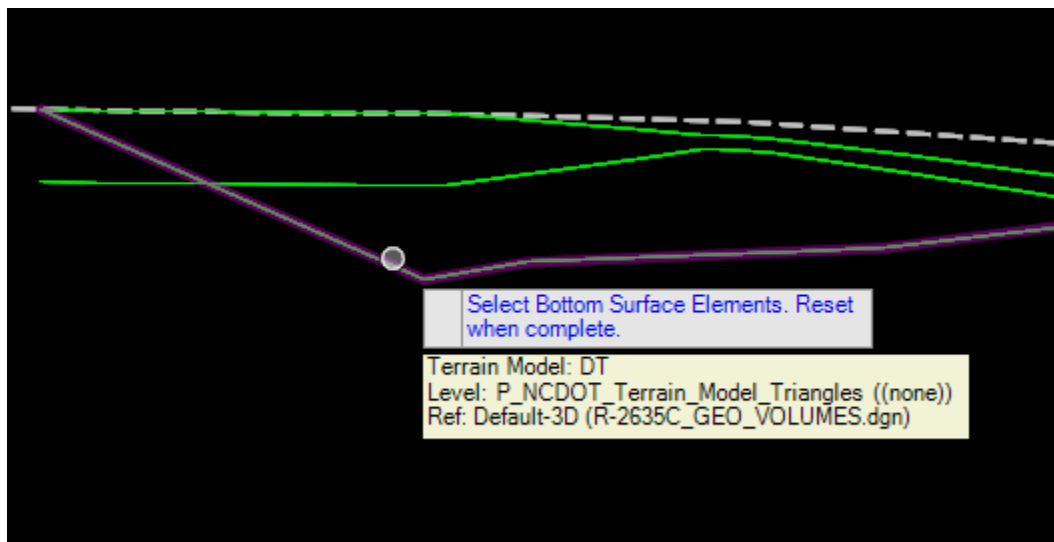 Select Bottom Surface Elements. Reset
when complete.
Terrain Model: DT
Level: P_NCDOT_Terrain_Model_Triangles ((none))
Ref: Default-3D (R-2635C_GEO_VOLUMES.dgn)